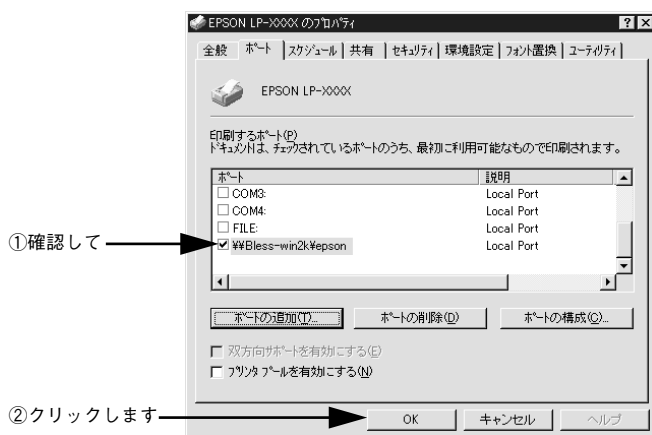 EPSON LP-XXXX のプロパティ
全般 ポート スケジュール 共有 セキュリティ 環境設定 フォント置換 ユーティリティ
EPSON LP-XXXX
印刷するポート(P)
ドキュメントは、チェックされているポートのうち、最初に利用可能なもので印刷されます。
ポート 説明
COM3: Local Port
COM4: Local Port
FILE: Local Port
①確認して
¥¥Bless-win2k¥epson Local Port
ポートの追加(T)... ポートの削除(D) ポートの構成(C)...
双方向サポートを有効にする(E)
プリンタ プールを有効にする(N)
②クリックします
OK キャンセル ヘルプ